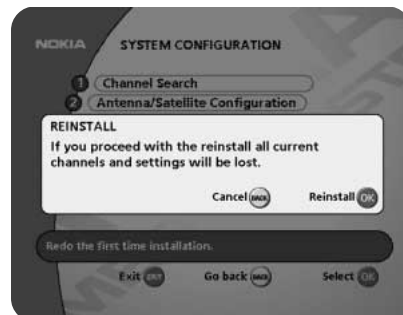 NOKIA
SYSTEM CONFIGURATION
1 Channel Search
2 Antenna/Satellite Configuration
REINSTALL
If you proceed with the reinstall all current
channels and settings will be lost.
Cancel BACK Reinstall OK
Redo the first time installation.
Exit EXIT Go back BACK Select OK